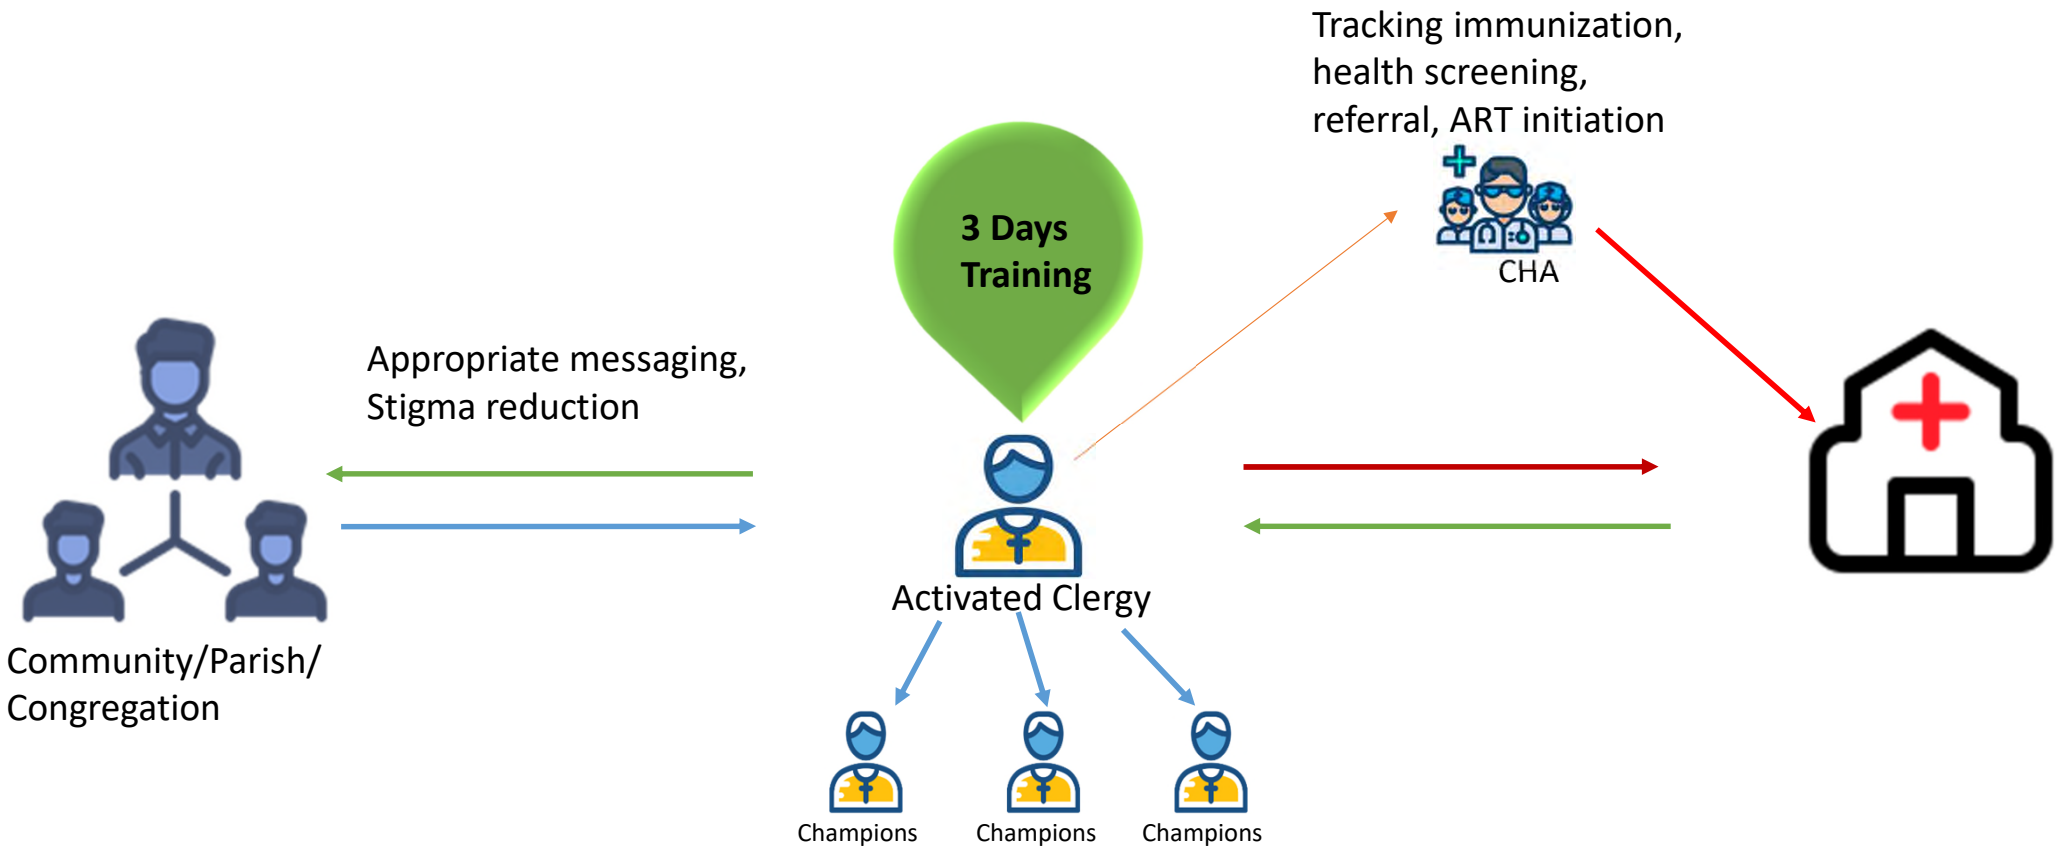 Tracking immunization,
health screening,
referral, ART initiation
CHA
3 Days
Training
Appropriate messaging,
Stigma reduction
Activated Clergy
Community/Parish/
Congregation
Champions
Champions
Champions